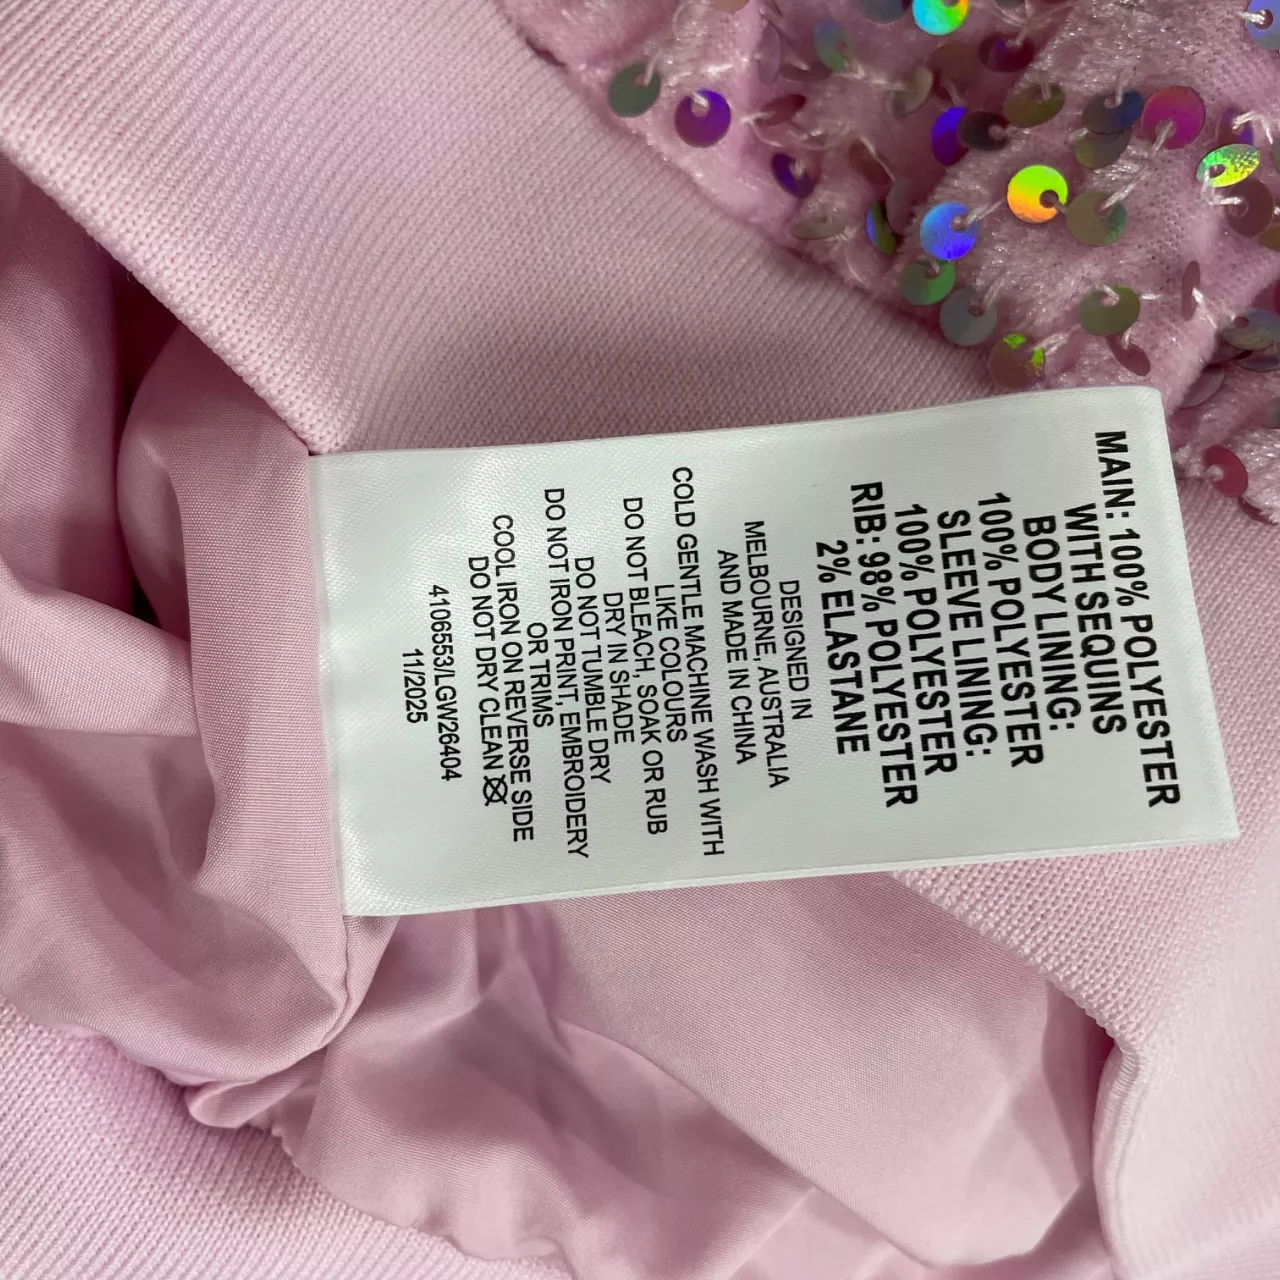 MAIN: 100% POLYESTER
WITH SEQUINS
BODY LINING:
100% POLYESTER
SLEEVE LINING:
100% POLYESTER
RIB: 98% POLYESTER
2% ELASTANE
DESIGNED IN
MELBOURNE, AUSTRALIA
AND MADE IN CHINA
COLD GENTLE MACHINE WASH WITH
LIKE COLOURS
DO NOT BLEACH, SOAK OR RUB
DRY IN SHADE
DO NOT TUMBLE DRY
DO NOT IRON PRINT, EMBROIDERY
OR TRIMS
COOL IRON ON REVERSE SIDE
DO NOT DRY CLEAN
4106553/LGW26404
11/2025